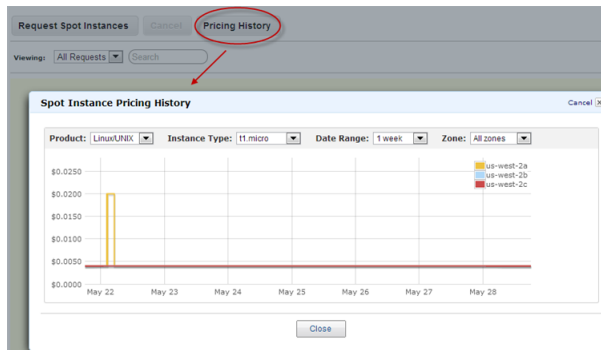 Request Spot Instances Cancel Pricing History
Viewing: All Requests Search
Spot Instance Pricing History Cancel X
Product: Linux/UNIX Instance Type: t1.micro Date Range: 1 week Zone: All zones
us-west-2a
us-west-2b
us-west-2c
$0.0250
$0.0200
$0.0150
$0.0100
$0.0050
$0.0000
May 22 May 23 May 24 May 25 May 26 May 27 May 28
Close